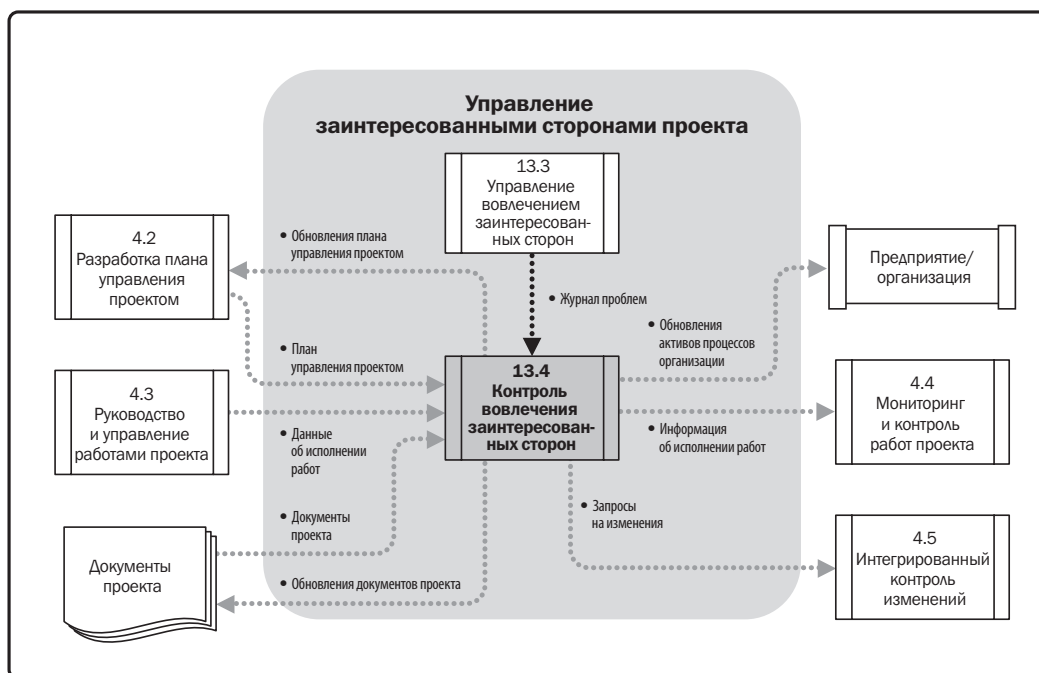 Управление
заинтересованными сторонами проекта
13.3
Управление
вовлечением
заинтересован-
ных сторон
4.2
Разработка плана
управления
проектом
• Обновления плана
управления проектом
Предприятие/
организация
• Журнал проблем
• Обновления
активов процессов
организации
• План
управления проектом
13.4
Контроль
вовлечения
заинтересован-
ных сторон
4.3
Руководство
и управление
работами проекта
• Данные
об исполнении
работ
• Информация
об исполнении работ
4.4
Мониторинг
и контроль
работ проекта
• Документы
проекта
• Запросы
на изменения
Документы
проекта
• Обновления документов проекта
4.5
Интегрированный
контроль
изменений